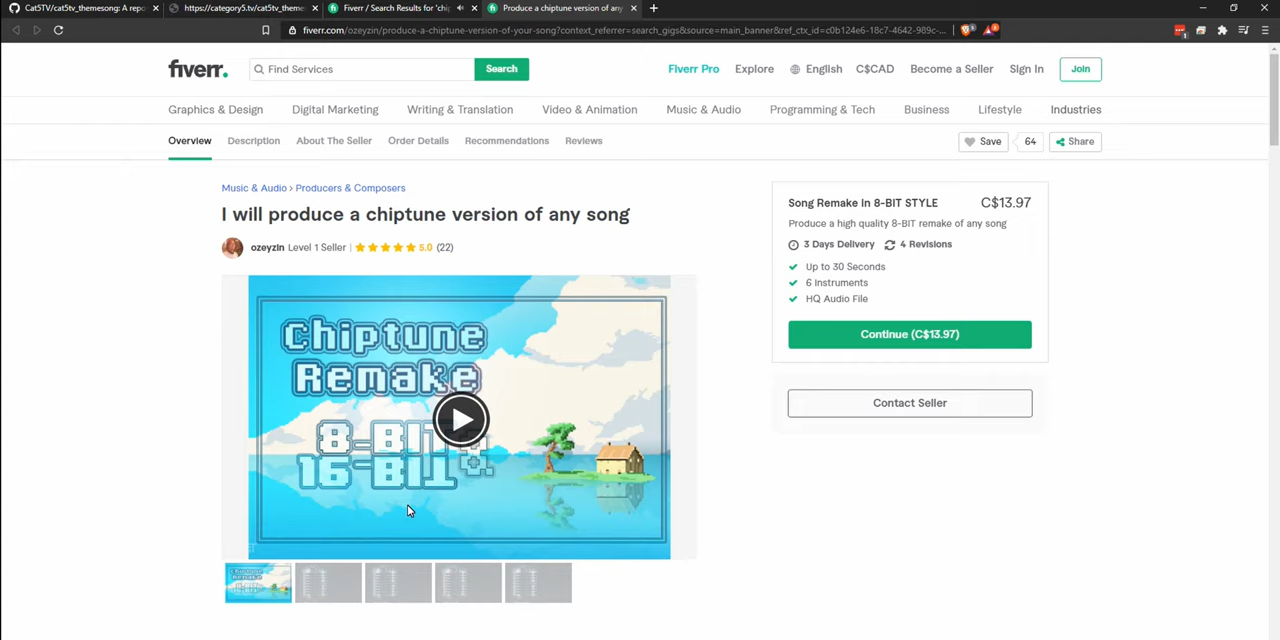 Cat5TV/cat5tv_themesong: A repo
https://category5.tv/cat5tv_theme
Fiverr / Search Results for 'chip
Produce a chiptune version of any
fiverr.com/ozeyzin/produce-a-chiptune-version-of-your-song?context_referrer=search_gigs&source=main_banner&ref_ctx_id=c0b124e6-18c7-4642-989c-...
fiverr.
Find Services
Search
Fiverr Pro
Explore
English
C$CAD
Become a Seller
Sign In
Join
Graphics & Design
Digital Marketing
Writing & Translation
Video & Animation
Music & Audio
Programming & Tech
Business
Lifestyle
Industries
Overview
Description
About The Seller
Order Details
Recommendations
Reviews
Save
64
Share
Music & Audio › Producers & Composers
I will produce a chiptune version of any song
ozeyzin Level 1 Seller | 5.0 (22)
Chiptune
Remake
8-BIT &
16-BIT
Song Remake in 8-BIT STYLE
C$13.97
Produce a high quality 8-BIT remake of any song
3 Days Delivery
4 Revisions
Up to 30 Seconds
6 Instruments
HQ Audio File
Continue (C$13.97)
Contact Seller